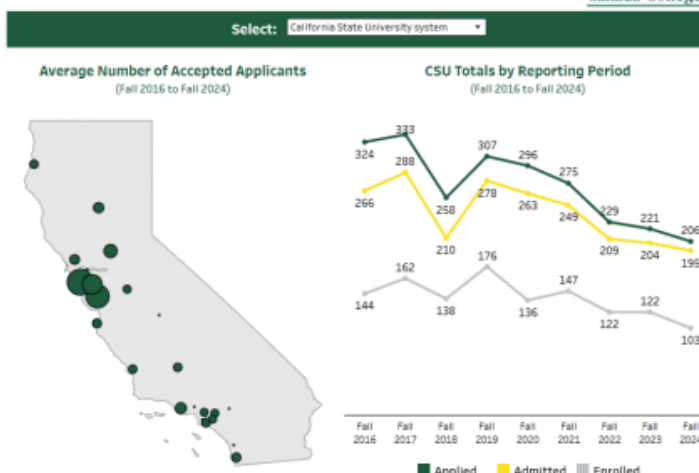 Select: California State University system
Average Number of Accepted Applicants
(Fall 2016 to Fall 2024)
CSU Totals by Reporting Period
(Fall 2016 to Fall 2024)
324 333 258 307 296 275 229 221 206
266 288 210 278 263 249 209 204 199
144 162 138 176 136 147 122 122 103
Fall Fall Fall Fall Fall Fall Fall Fall Fall
2016 2017 2018 2019 2020 2021 2022 2023 2024
Applied Admitted Enrolled